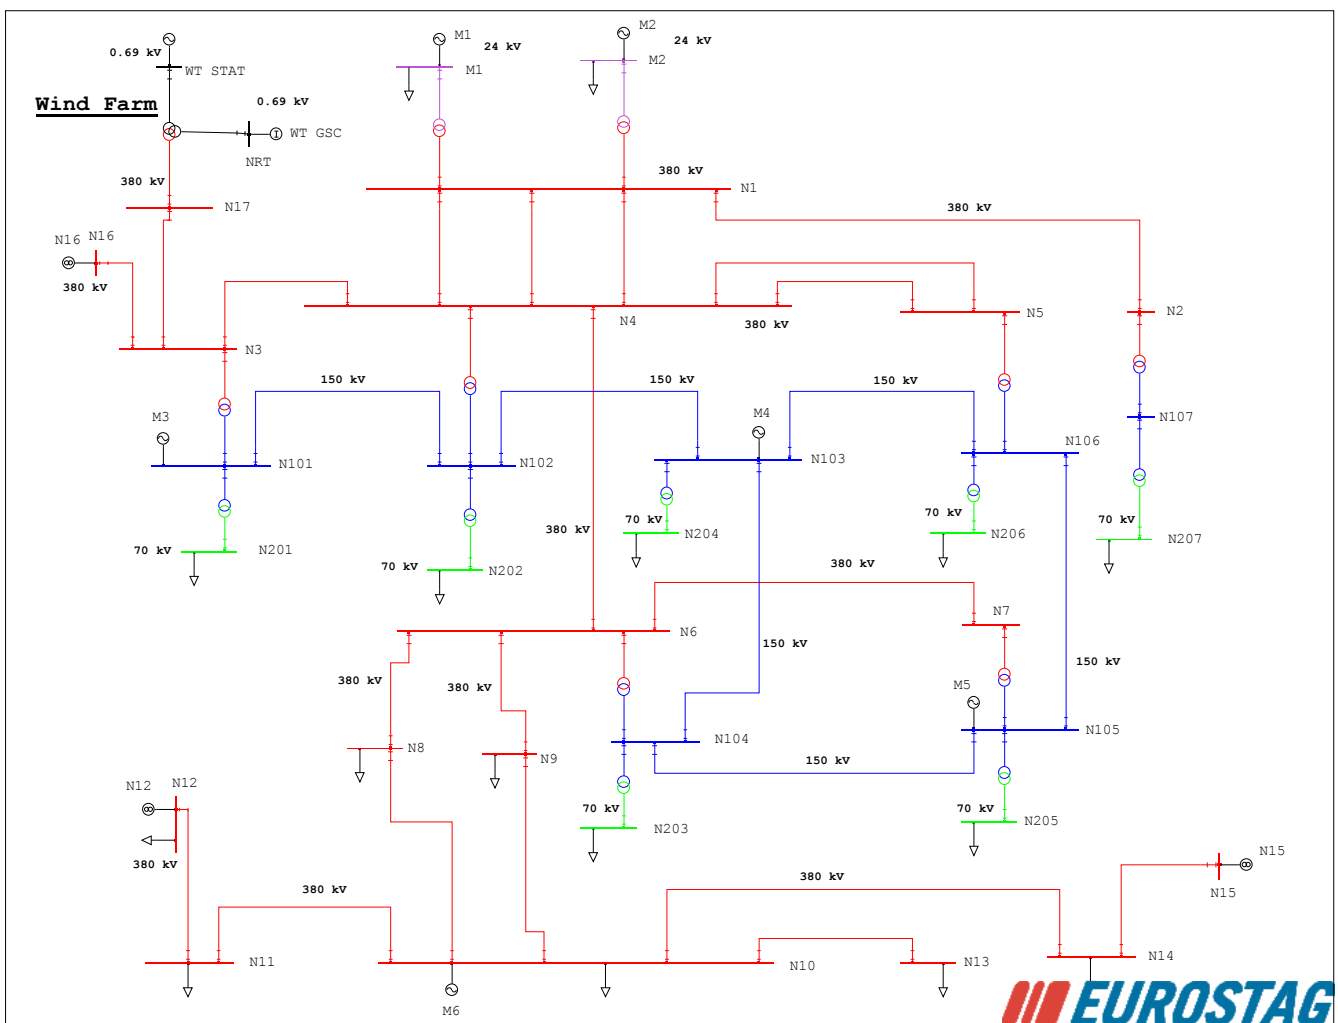 M1
M2
24 kV
24 kV
0.69 kV
WT STAT
M1
M2
Wind Farm
0.69 kV
WT GSC
NRT
380 kV
380 kV
N1
N17
380 kV
N16
N16
380 kV
N4
380 kV
N5
N2
N3
150 kV
150 kV
150 kV
M3
M4
N107
N101
N102
N103
N106
70 kV
70 kV
70 kV
380 kV
N204
N206
N207
70 kV
N201
70 kV
N202
380 kV
N7
N6
150 kV
150 kV
380 kV
380 kV
M5
N8
N9
N104
N105
150 kV
N12
N12
70 kV
70 kV
N203
N205
380 kV
N15
380 kV
380 kV
N15
N11
N10
N13
N14
M6
EUROSTAG